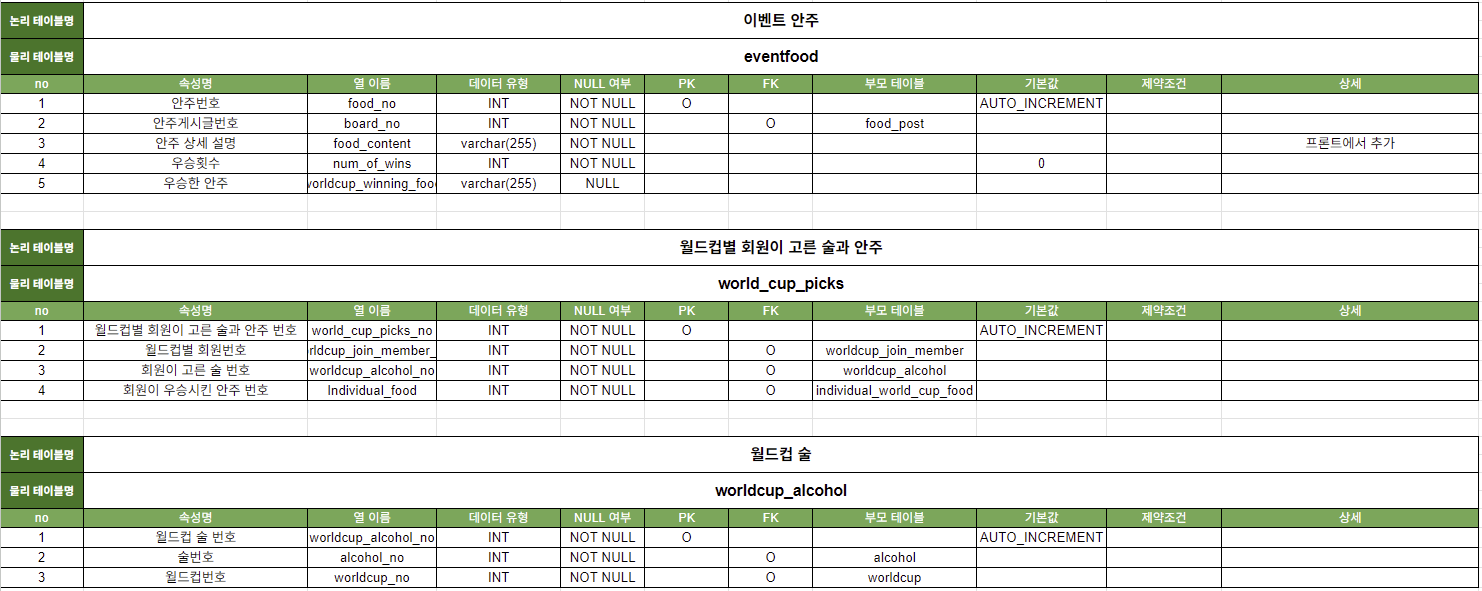 논리 테이블명 이벤트 안주
물리 테이블명 eventfood
no 속성명 열 이름 데이터 유형 NULL 여부 PK FK 부모 테이블 기본값 제약조건 상세
1 안주번호 food_no INT NOT NULL O AUTO_INCREMENT
2 안주게시글번호 board_no INT NOT NULL O food_post
3 안주 상세 설명 food_content varchar(255) NOT NULL 프론트에서 추가
4 우승횟수 num_of_wins INT NOT NULL 0
5 우승한 안주 orldcup_winning_foo varchar(255) NULL
논리 테이블명 월드컵별 회원이 고른 술과 안주
물리 테이블명 world_cup_picks
no 속성명 열 이름 데이터 유형 NULL 여부 PK FK 부모 테이블 기본값 제약조건 상세
1 월드컵별 회원이 고른 술과 안주 번호 world_cup_picks_no INT NOT NULL O AUTO_INCREMENT
2 월드컵별 회원번호 rldcup_join_member_ INT NOT NULL O worldcup_join_member
3 회원이 고른 술 번호 worldcup_alcohol_no INT NOT NULL O worldcup_alcohol
4 회원이 우승시킨 안주 번호 Individual_food INT NOT NULL O individual_world_cup_food
논리 테이블명 월드컵 술
물리 테이블명 worldcup_alcohol
no 속성명 열 이름 데이터 유형 NULL 여부 PK FK 부모 테이블 기본값 제약조건 상세
1 월드컵 술 번호 worldcup_alcohol_no INT NOT NULL O AUTO_INCREMENT
2 술번호 alcohol_no INT NOT NULL O alcohol
3 월드컵번호 worldcup_no INT NOT NULL O worldcup